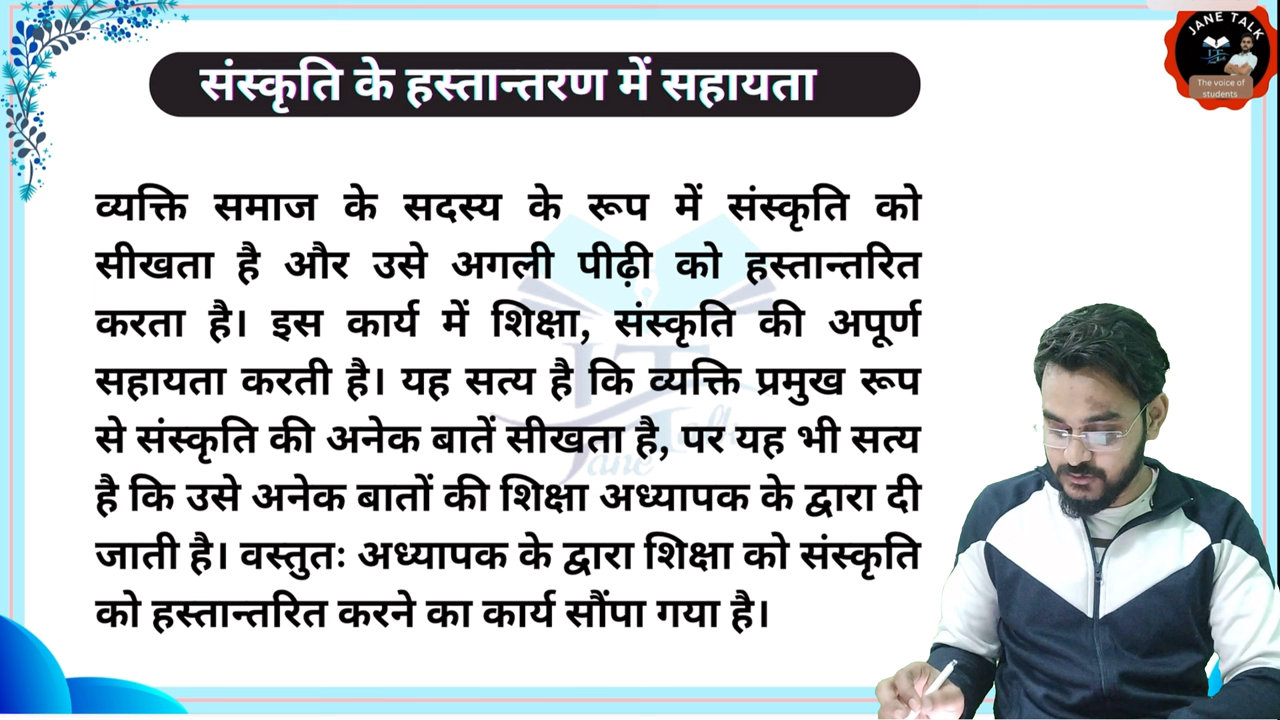 संस्कृति के हस्तान्तरण में सहायता
JANE TALK
The voice of
students
व्यक्ति समाज के सदस्य के रूप में संस्कृति को
सीखता है और उसे अगली पीढ़ी को हस्तान्तरित
करता है। इस कार्य में शिक्षा, संस्कृति की अपूर्ण
सहायता करती है। यह सत्य है कि व्यक्ति प्रमुख रूप
से संस्कृति की अनेक बातें सीखता है, पर यह भी सत्य
है कि उसे अनेक बातों की शिक्षा अध्यापक के द्वारा दी
जाती है। वस्तुतः अध्यापक के द्वारा शिक्षा को संस्कृति
को हस्तान्तरित करने का कार्य सौंपा गया है।